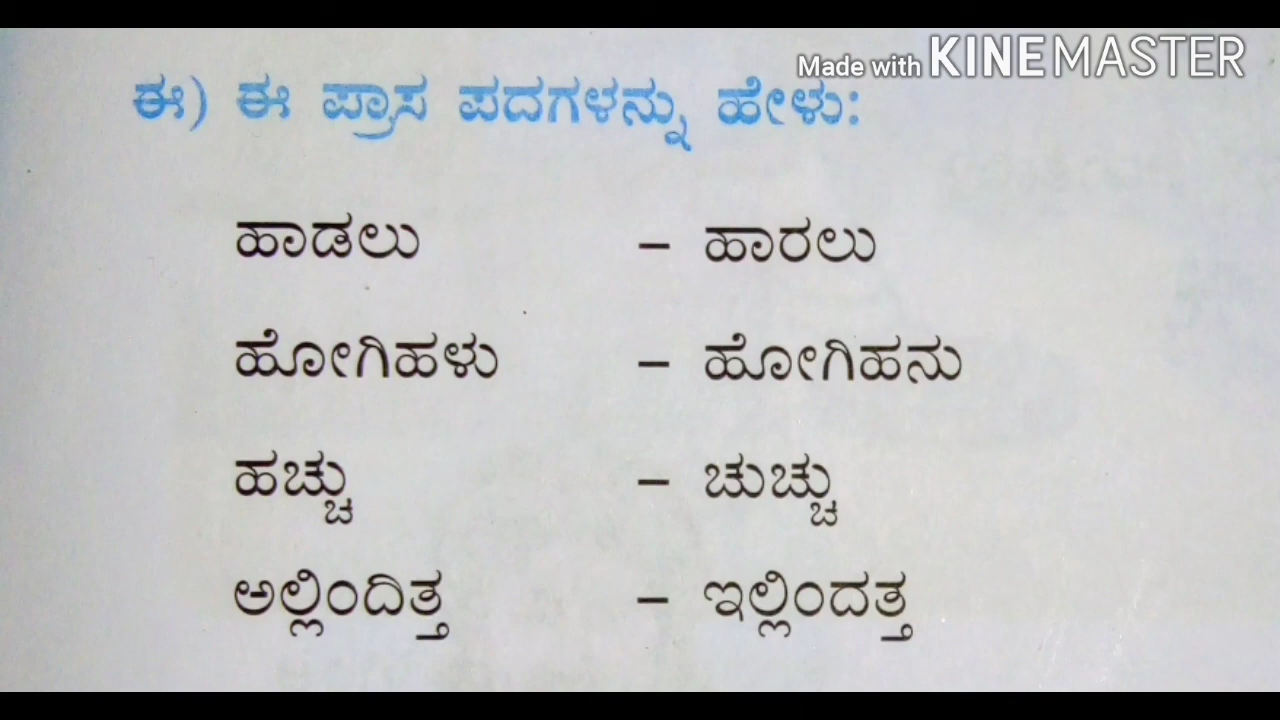 Made with KINEMASTER
ಈ) ಈ ಪ್ರಾಸ ಪದಗಳನ್ನು ಹೇಳು:
ಹಾಡಲು – ಹಾರಲು
ಹೋಗಿಹಳು – ಹೋಗಿಹನು
ಹಚ್ಚು – ಚುಚ್ಚು
ಅಲ್ಲಿಂದಿತ್ತ – ಇಲ್ಲಿಂದತ್ತ